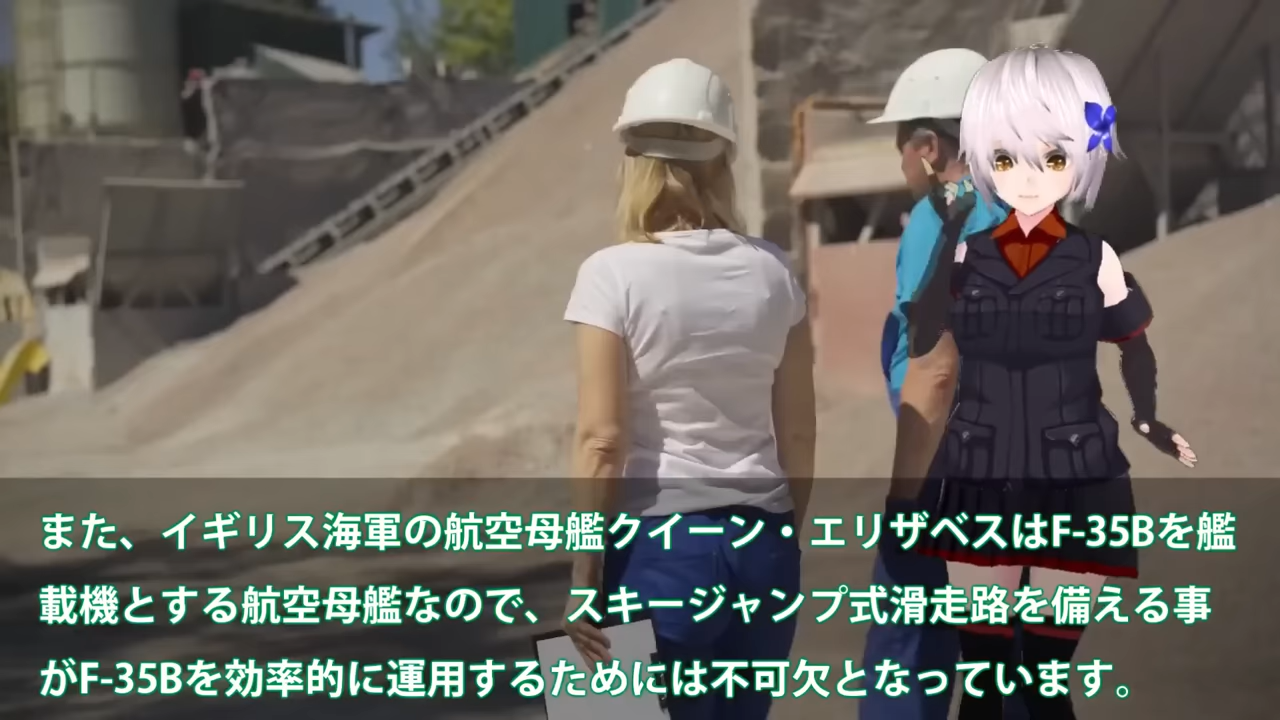 また、イギリス海軍の航空母艦クイーン・エリザベスはF-35Bを艦
載機とする航空母艦なので、スキージャンプ式滑走路を備える事
がF-35Bを効率的に運用するためには不可欠となっています。